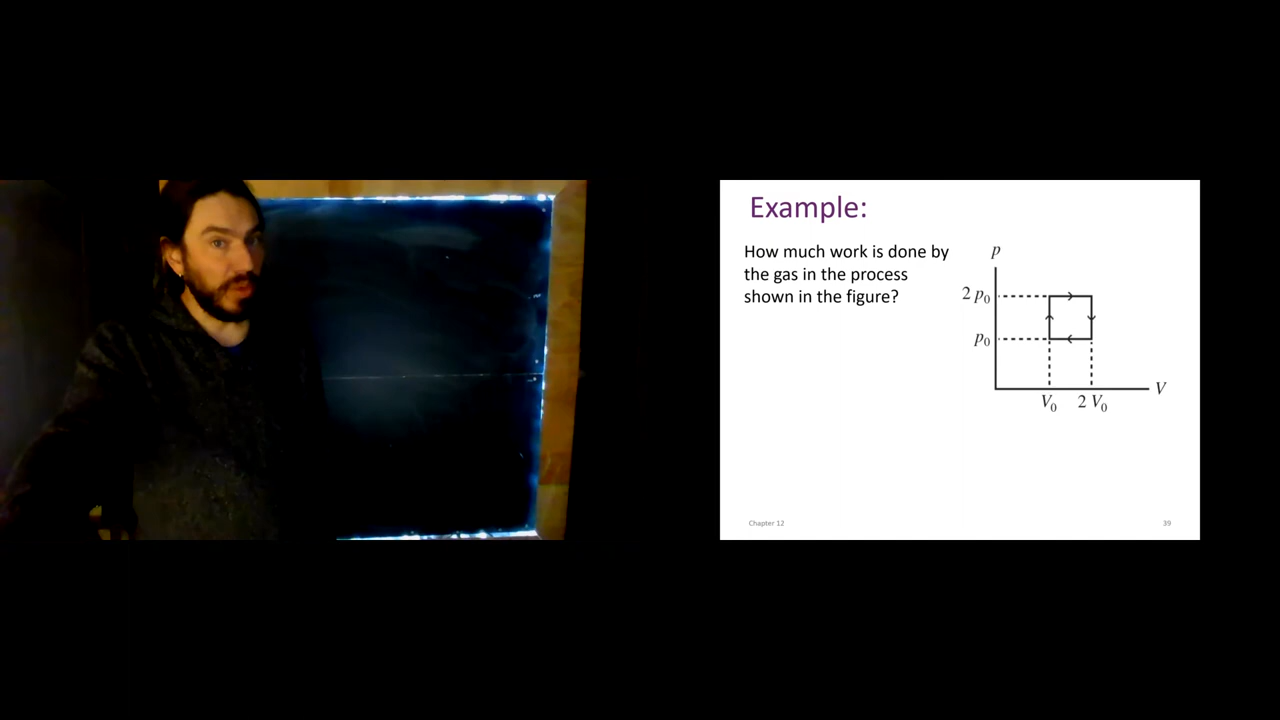 Example:
How much work is done by
the gas in the process
shown in the figure?
p
2 p₀
p₀
V
V₀ 2 V₀
Chapter 12
39